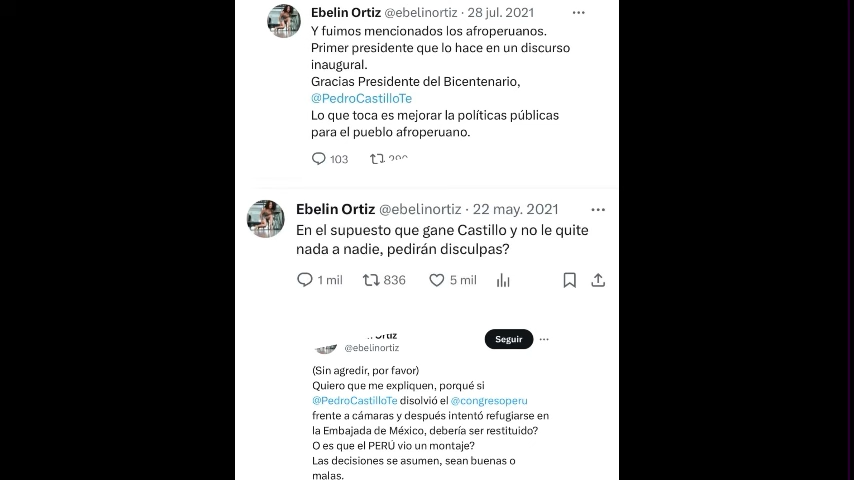 Ebelin Ortiz @ebelinortiz · 28 jul. 2021
Y fuimos mencionados los afroperuanos.
Primer presidente que lo hace en un discurso
inaugural.
Gracias Presidente del Bicentenario,
@PedroCastilloTe
Lo que toca es mejorar la políticas públicas
para el pueblo afroperuano.
103
Ebelin Ortiz @ebelinortiz · 22 may. 2021
En el supuesto que gane Castillo y no le quite
nada a nadie, pedirán disculpas?
1 mil 836 5 mil
Seguir
@ebelinortiz
(Sin agredir, por favor)
Quiero que me expliquen, porqué si
@PedroCastilloTe disolvió el @congresoperu
frente a cámaras y después intentó refugiarse en
la Embajada de México, debería ser restituido?
O es que el PERÚ vio un montaje?
Las decisiones se asumen, sean buenas o
malas.